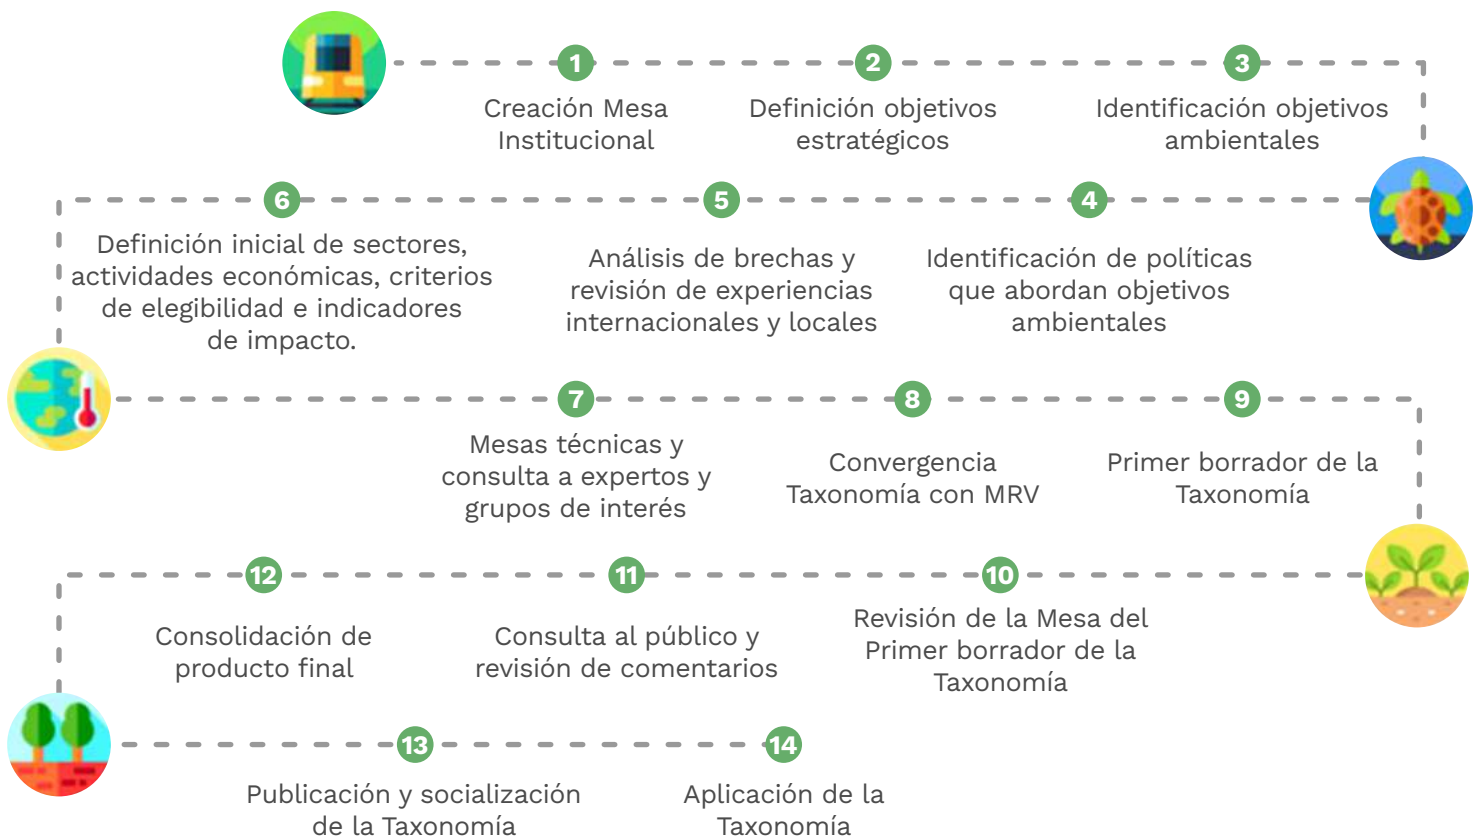 1
Creación Mesa
Institucional
2
Definición objetivos
estratégicos
3
Identificación objetivos
ambientales
4
Identificación de políticas
que abordan objetivos
ambientales
5
Análisis de brechas y
revisión de experiencias
internacionales y locales
6
Definición inicial de sectores,
actividades económicas, criterios
de elegibilidad e indicadores
de impacto.
7
Mesas técnicas y
consulta a expertos y
grupos de interés
8
Convergencia
Taxonomía con MRV
9
Primer borrador de la
Taxonomía
10
Revisión de la Mesa del
Primer borrador de la
Taxonomía
11
Consulta al público y
revisión de comentarios
12
Consolidación de
producto final
13
Publicación y socialización
de la Taxonomía
14
Aplicación de la
Taxonomía